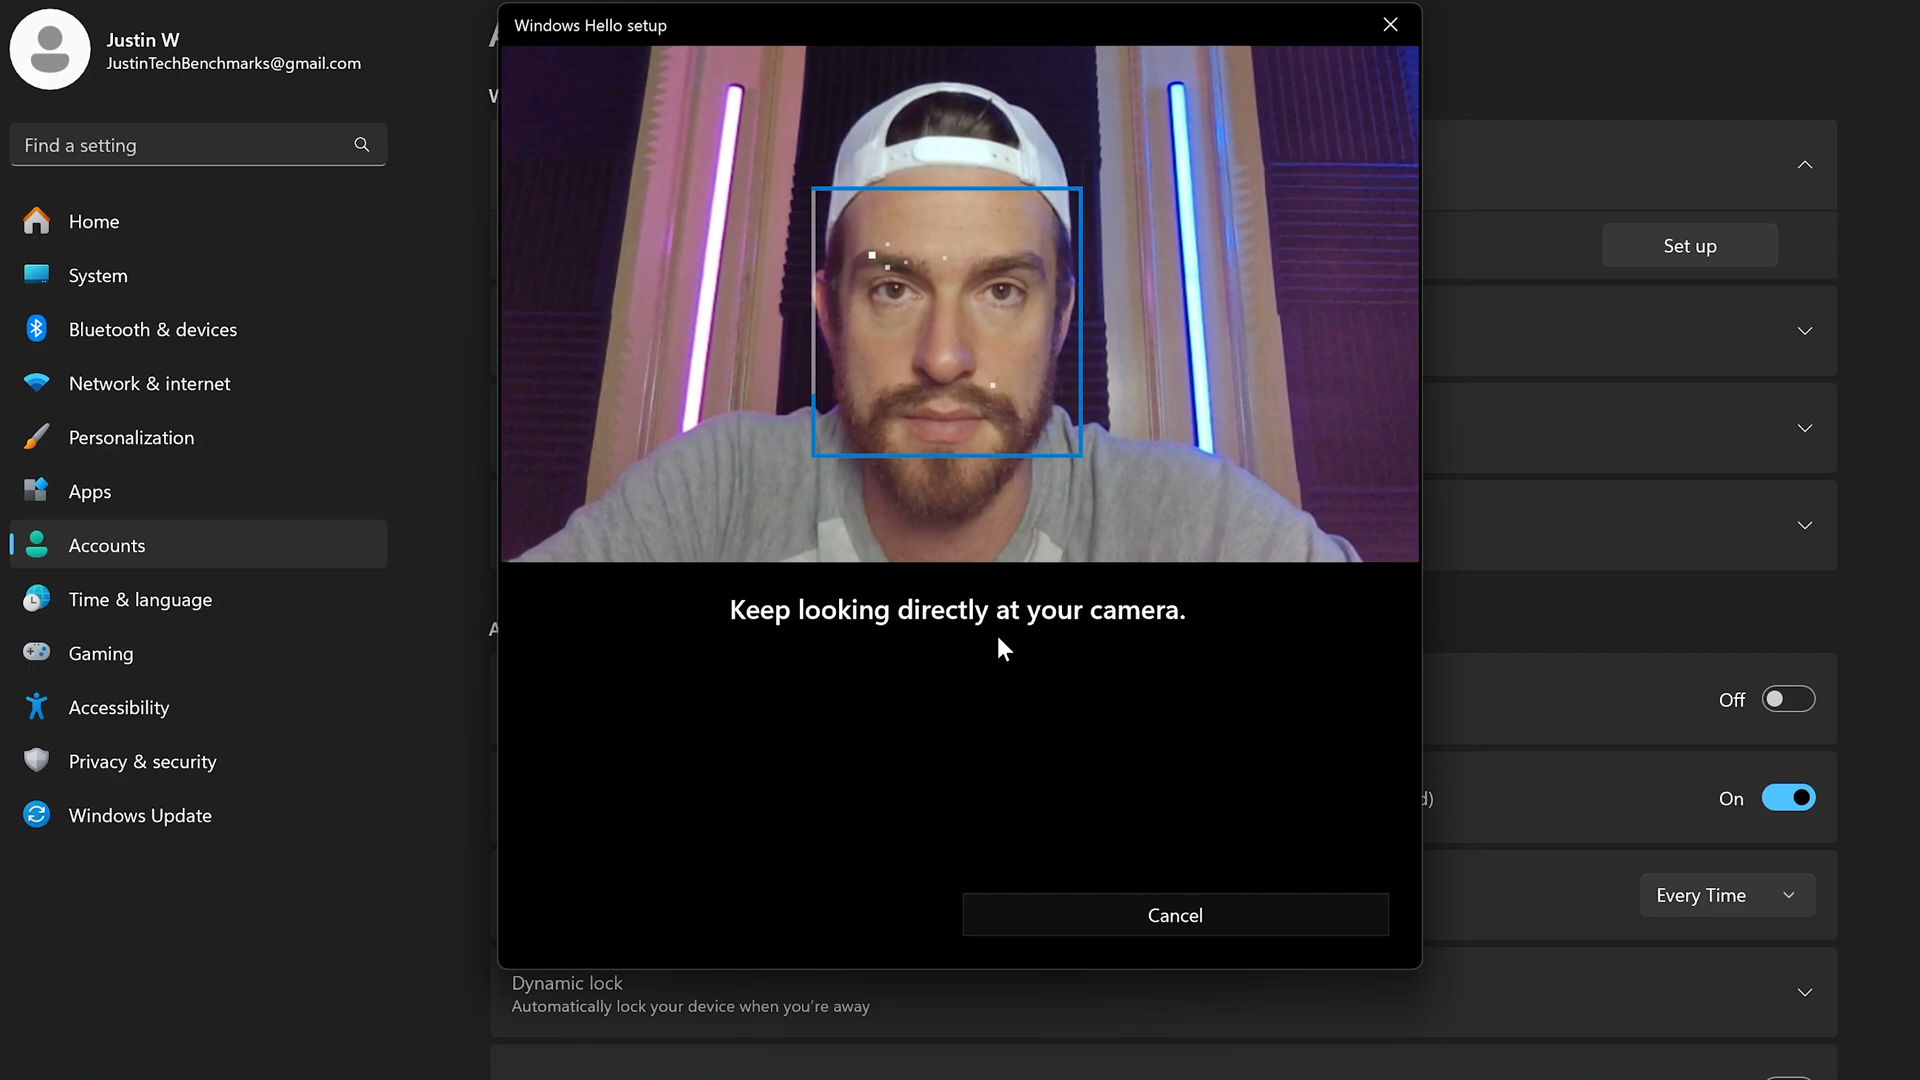 Justin W
JustinTechBenchmarks@gmail.com
Find a setting
Home
System
Bluetooth & devices
Network & internet
Personalization
Apps
Accounts
Time & language
Gaming
Accessibility
Privacy & security
Windows Update
Windows Hello setup
Keep looking directly at your camera.
Cancel
Set up
Off
On
Every Time
Dynamic lock
Automatically lock your device when you're away